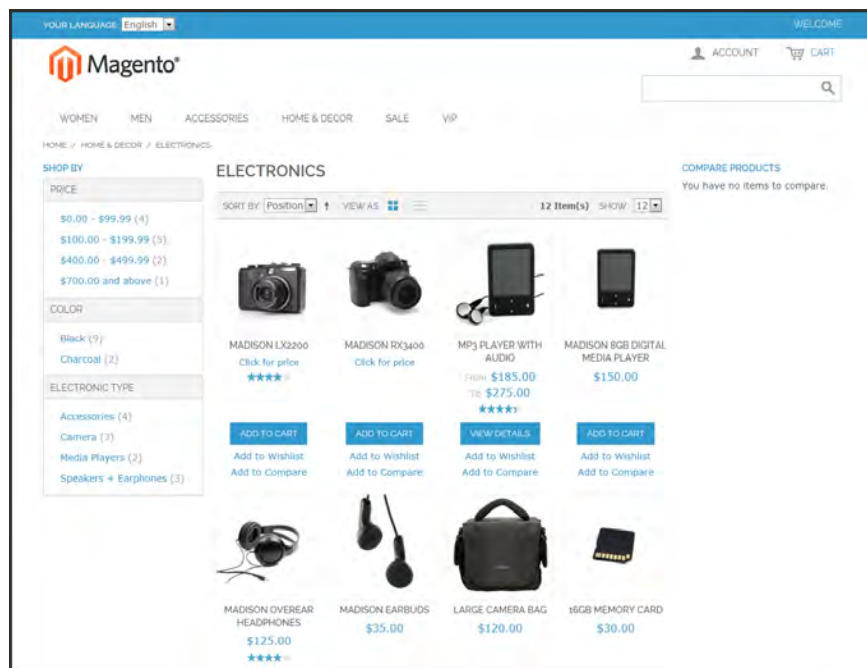 YOUR LANGUAGE: English
WELCOME
Magento®
ACCOUNT
CART
WOMEN MEN ACCESSORIES HOME & DECOR SALE VIP
HOME / HOME & DECOR / ELECTRONICS
SHOP BY
PRICE
$0.00 - $99.99 (4)
$100.00 - $199.99 (5)
$400.00 - $499.99 (2)
$700.00 and above (1)
COLOR
Black (9)
Charcoal (2)
ELECTRONIC TYPE
Accessories (4)
Camera (3)
Media Players (2)
Speakers + Earphones (3)
ELECTRONICS
SORT BY Position VIEW AS 12 Item(s) SHOW 12
MADISON LX2200
Click for price
ADD TO CART
Add to Wishlist
Add to Compare
MADISON RX3400
Click for price
ADD TO CART
Add to Wishlist
Add to Compare
MP3 PLAYER WITH
AUDIO
FROM $185.00
TO $275.00
VIEW DETAILS
Add to Wishlist
Add to Compare
MADISON 8GB DIGITAL
MEDIA PLAYER
$150.00
ADD TO CART
Add to Wishlist
Add to Compare
MADISON OVEREAR
HEADPHONES
$125.00
MADISON EARBUDS
$35.00
LARGE CAMERA BAG
$120.00
16GB MEMORY CARD
$30.00
COMPARE PRODUCTS
You have no items to compare.